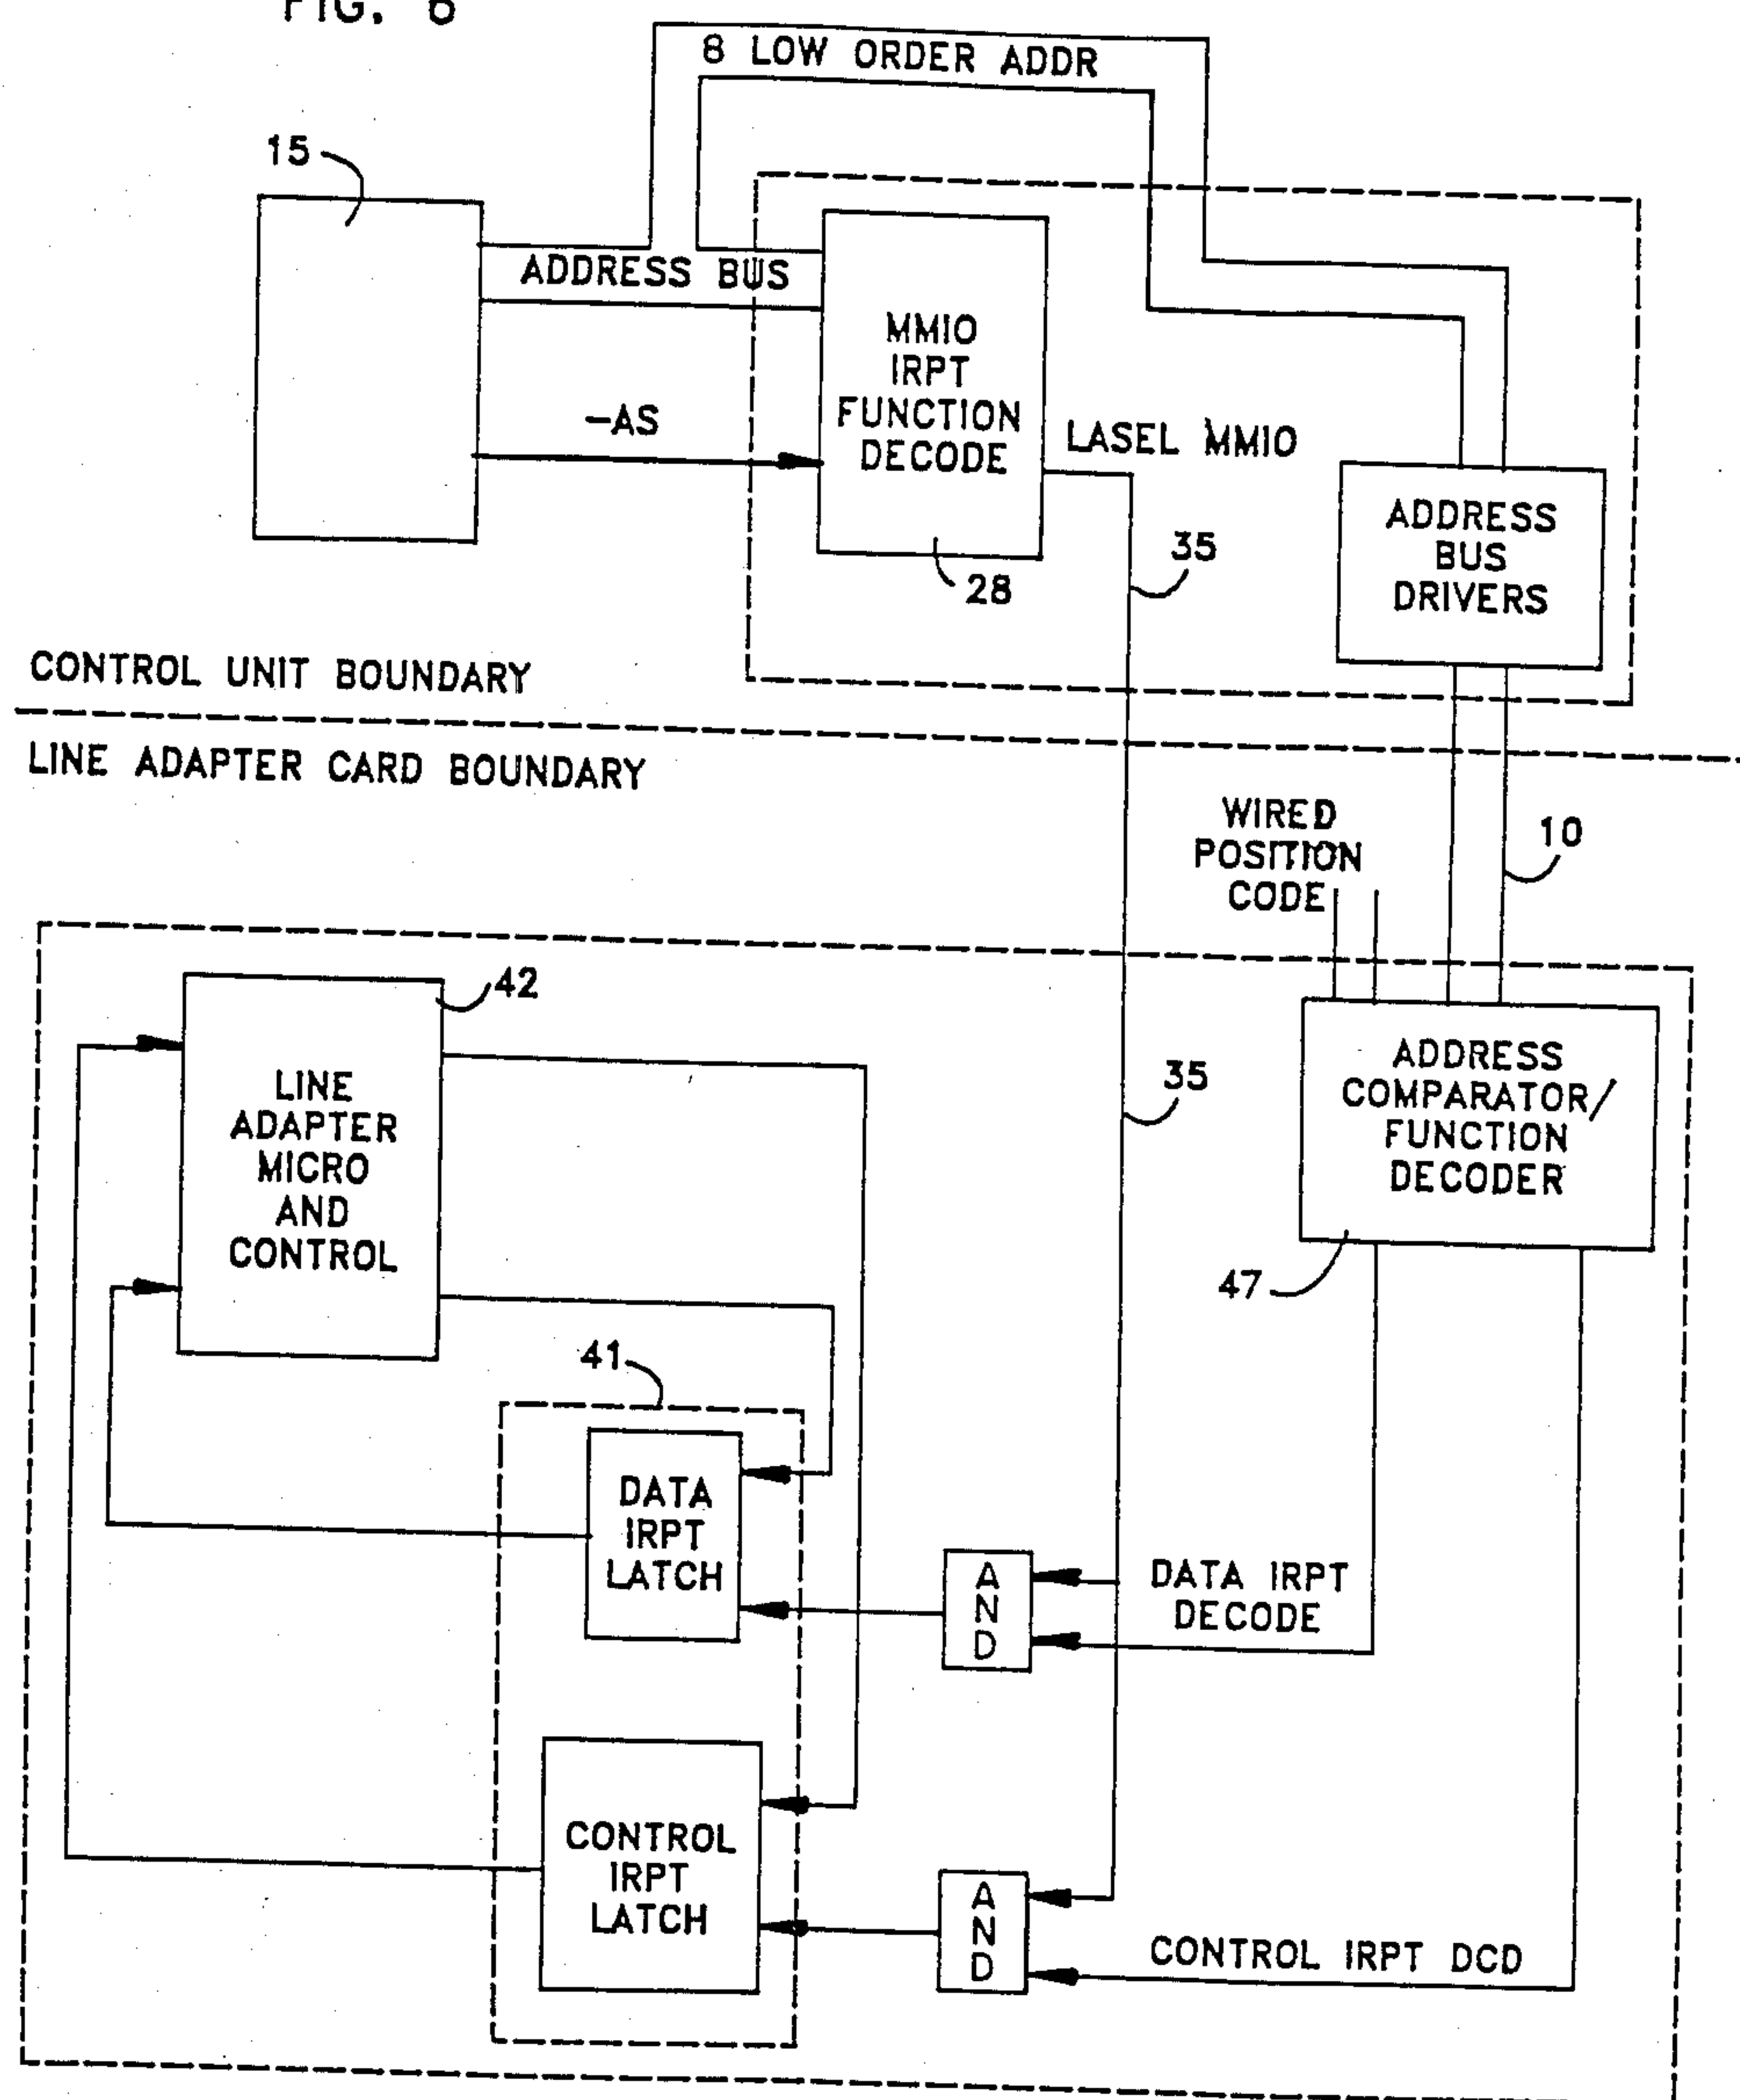 FIG. 6
8 LOW ORDER ADDR
15
ADDRESS BUS
MMIO
IRPT
FUNCTION
DECODE
-AS
LASEL MMIO
28
35
ADDRESS
BUS
DRIVERS
CONTROL UNIT BOUNDARY
LINE ADAPTER CARD BOUNDARY
WIRED
POSITION
CODE
10
42
LINE
ADAPTER
MICRO
AND
CONTROL
35
ADDRESS
COMPARATOR/
FUNCTION
DECODER
47
41
DATA
IRPT
LATCH
A
N
D
DATA IRPT
DECODE
CONTROL
IRPT
LATCH
A
N
D
CONTROL IRPT DCD